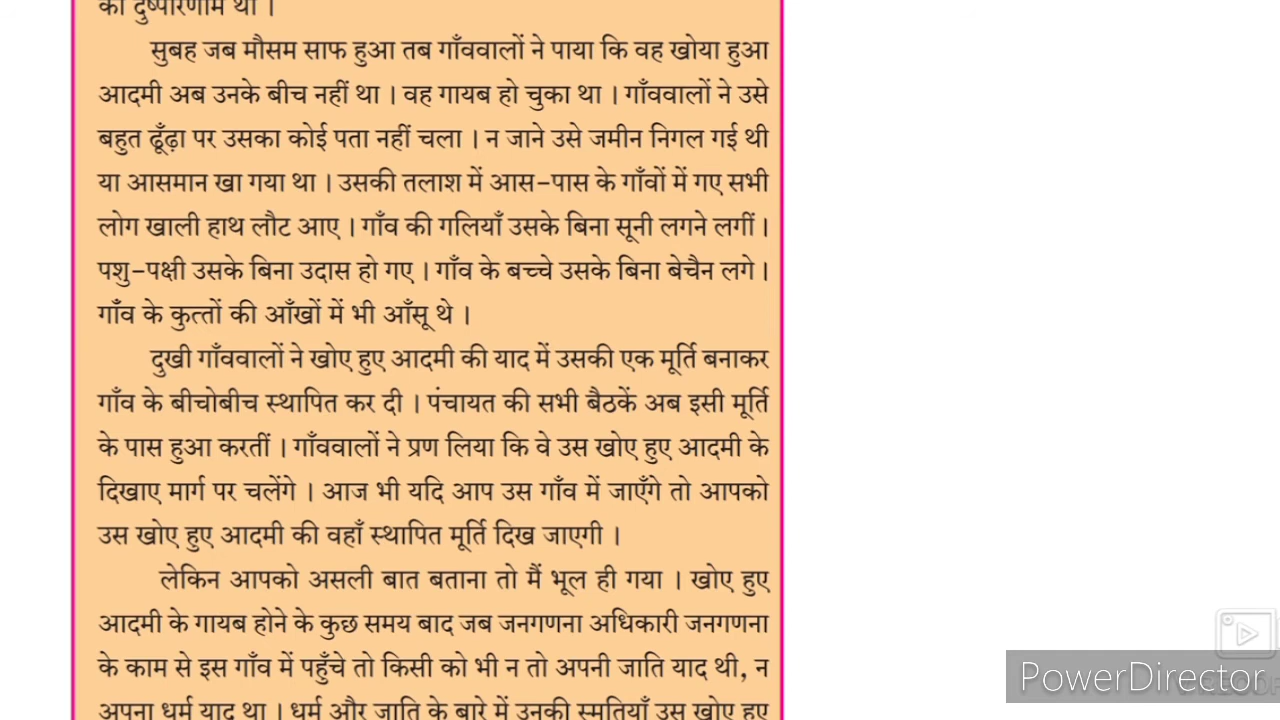 का दुष्परिणाम था ।
सुबह जब मौसम साफ हुआ तब गाँववालों ने पाया कि वह खोया हुआ
आदमी अब उनके बीच नहीं था । वह गायब हो चुका था । गाँववालों ने उसे
बहुत ढूँढ़ा पर उसका कोई पता नहीं चला । न जाने उसे जमीन निगल गई थी
या आसमान खा गया था । उसकी तलाश में आस-पास के गाँवों में गए सभी
लोग खाली हाथ लौट आए । गाँव की गलियाँ उसके बिना सूनी लगने लगीं ।
पशु-पक्षी उसके बिना उदास हो गए । गाँव के बच्चे उसके बिना बेचैन लगे ।
गाँव के कुत्तों की आँखों में भी आँसू थे ।
दुखी गाँववालों ने खोए हुए आदमी की याद में उसकी एक मूर्ति बनाकर
गाँव के बीचोबीच स्थापित कर दी । पंचायत की सभी बैठकें अब इसी मूर्ति
के पास हुआ करतीं । गाँववालों ने प्रण लिया कि वे उस खोए हुए आदमी के
दिखाए मार्ग पर चलेंगे । आज भी यदि आप उस गाँव में जाएँगे तो आपको
उस खोए हुए आदमी की वहाँ स्थापित मूर्ति दिख जाएगी ।
लेकिन आपको असली बात बताना तो मैं भूल ही गया । खोए हुए
आदमी के गायब होने के कुछ समय बाद जब जनगणना अधिकारी जनगणना
के काम से इस गाँव में पहुँचे तो किसी को भी न तो अपनी जाति याद थी, न
अपना धर्म याद था । धर्म और जाति के बारे में उनकी स्मृतियाँ उस खोए हुए
PowerDirector